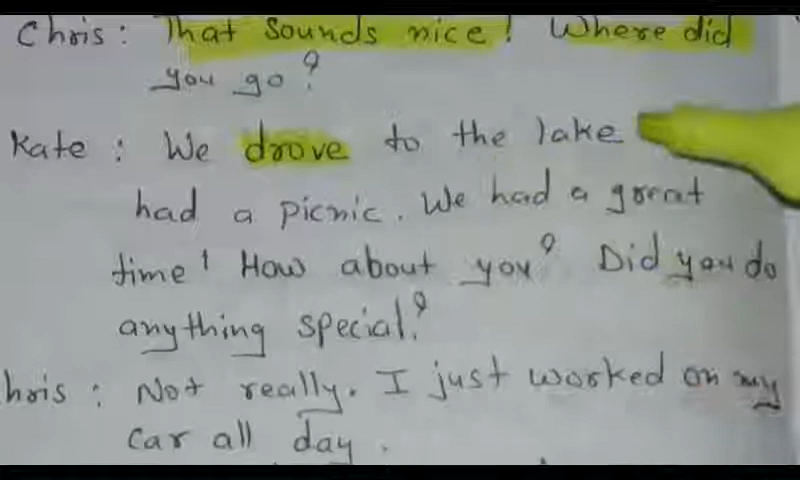 Chris: That sounds nice! Where did
you go?
Kate: We drove to the lake
had a picnic. We had a great
time! How about you? Did you do
anything special?
hris: Not really. I just worked on my
car all day.